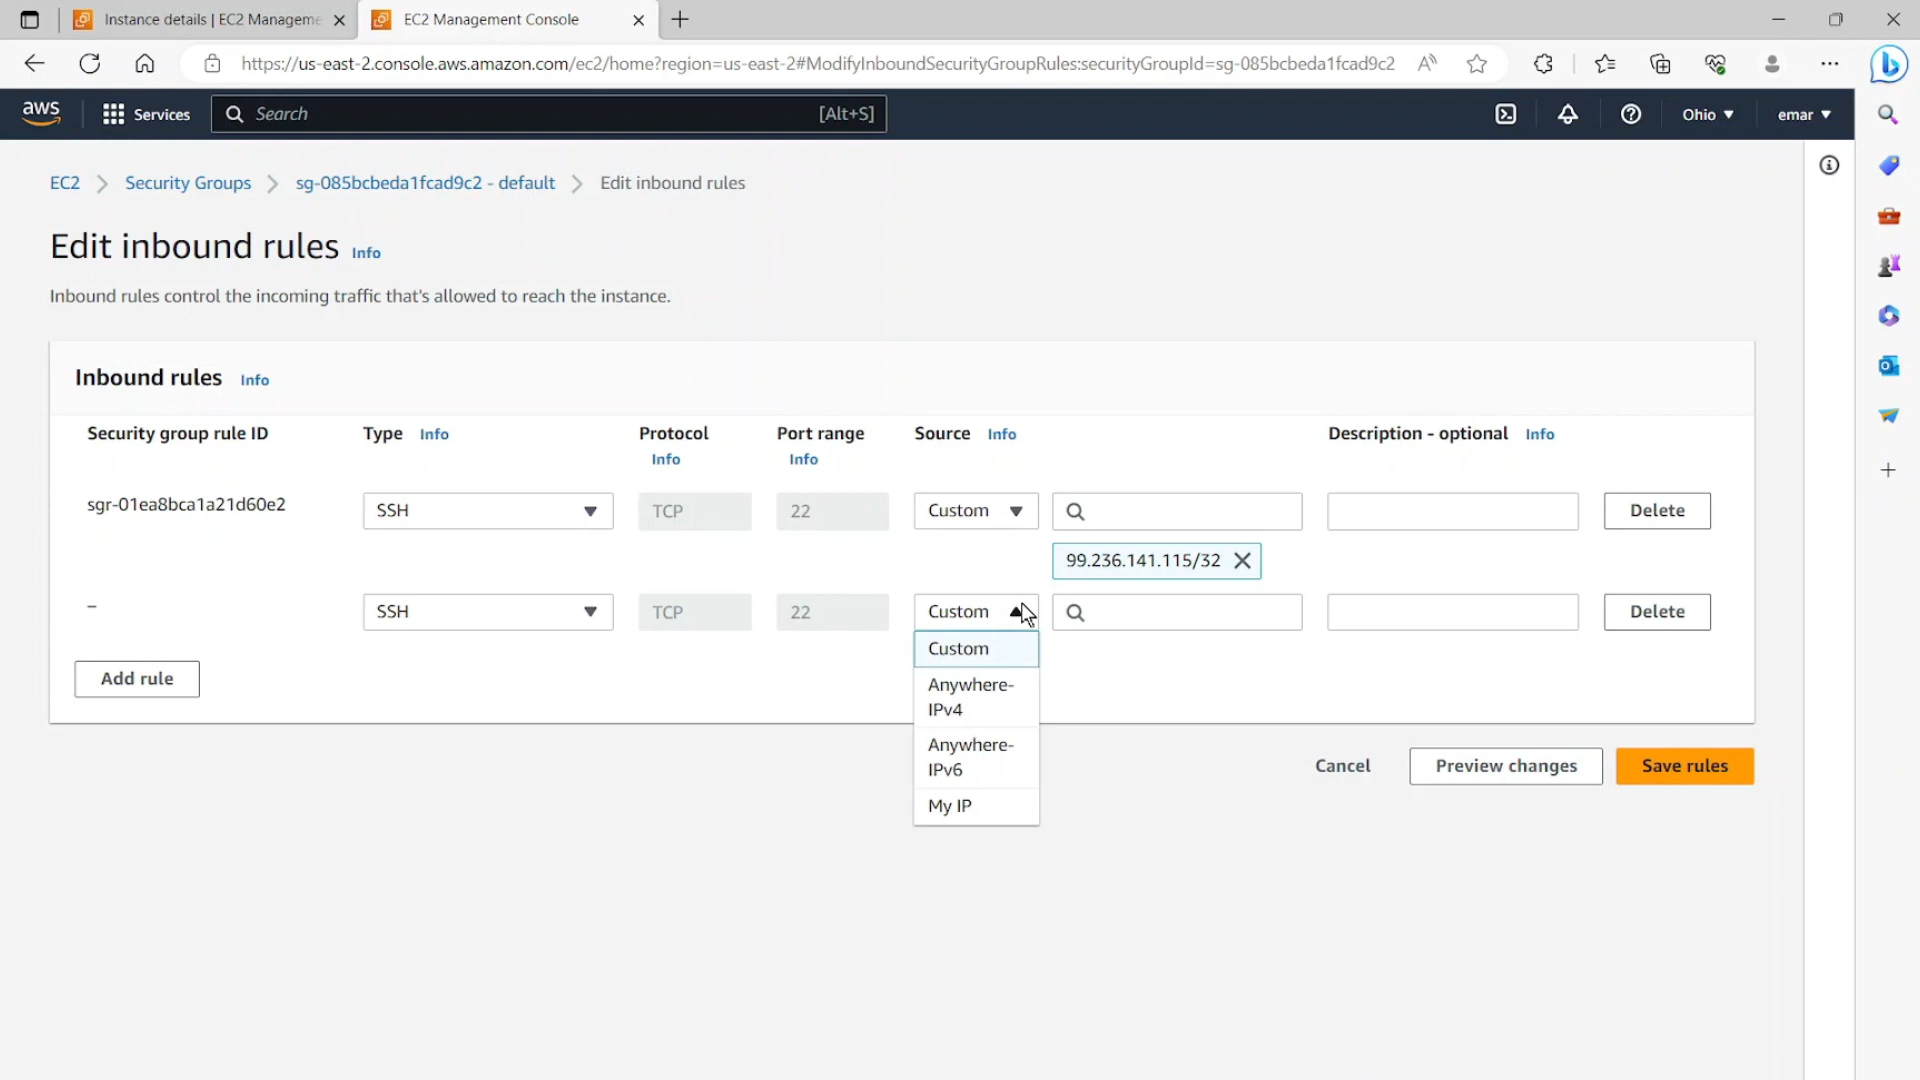 Instance details | EC2 Manageme
EC2 Management Console
https://us-east-2.console.aws.amazon.com/ec2/home?region=us-east-2#ModifyInboundSecurityGroupRules:securityGroupId=sg-085bcbeda1fcad9c2
aws
Services
Search
[Alt+S]
Ohio
emar
EC2
Security Groups
sg-085bcbeda1fcad9c2 - default
Edit inbound rules
Edit inbound rules Info
Inbound rules control the incoming traffic that's allowed to reach the instance.
Inbound rules Info
Security group rule ID
Type Info
Protocol
Info
Port range
Info
Source Info
Description - optional Info
sgr-01ea8bca1a21d60e2
SSH
TCP
22
Custom
Delete
99.236.141.115/32
–
SSH
TCP
22
Custom
Delete
Custom
Anywhere-
IPv4
Anywhere-
IPv6
My IP
Add rule
Cancel
Preview changes
Save rules